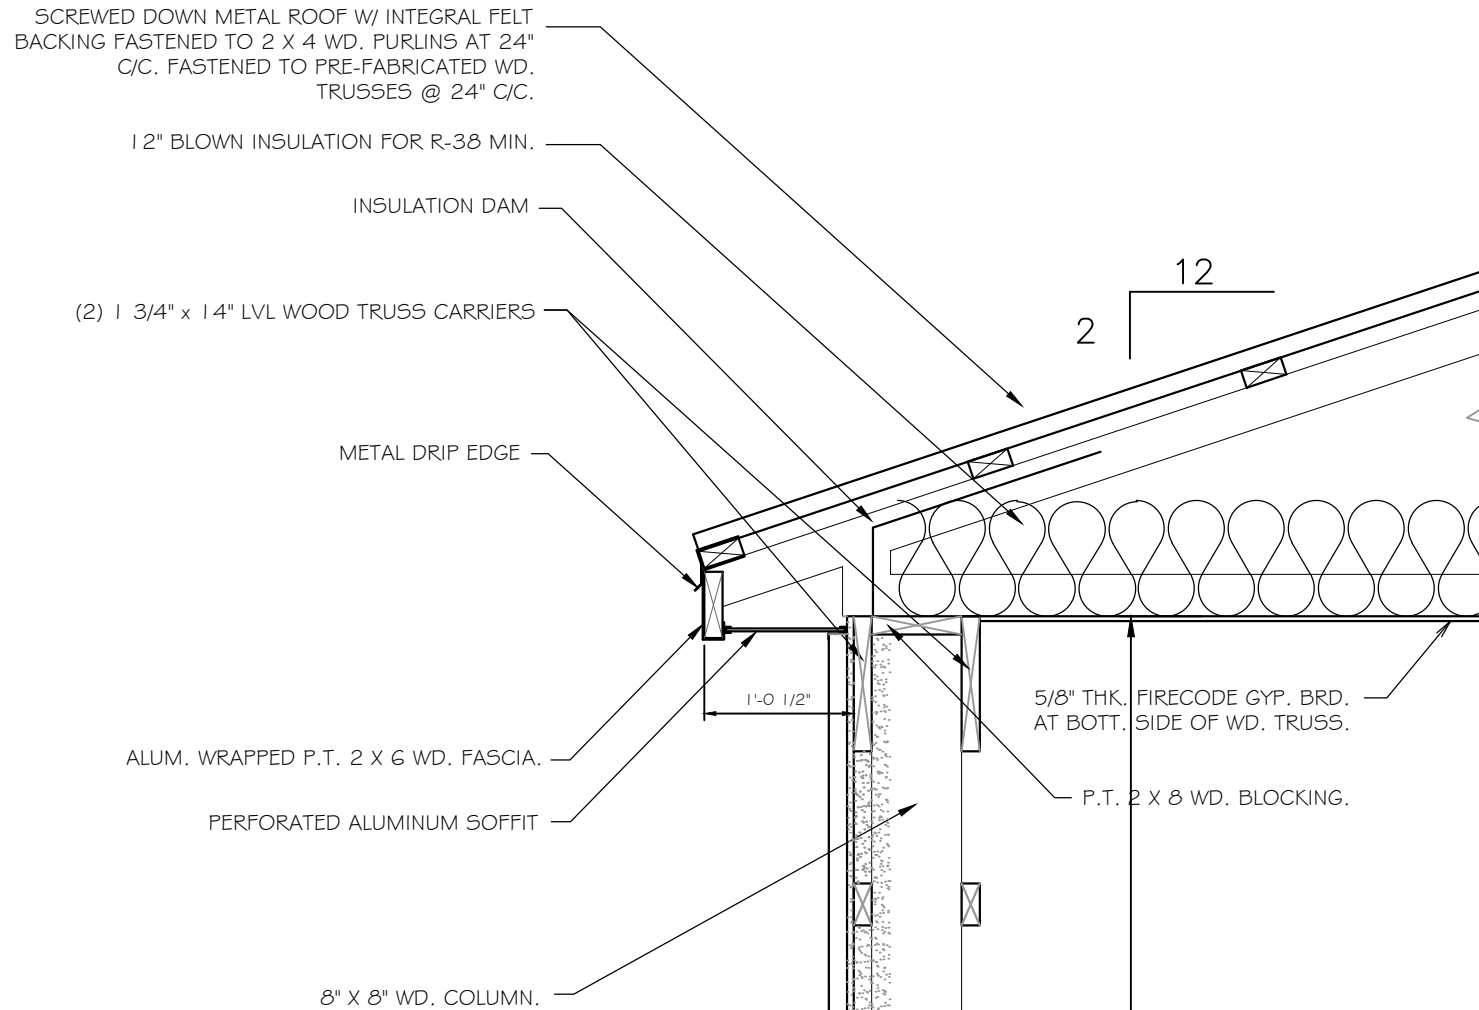 SCREWED DOWN METAL ROOF W/ INTEGRAL FELT
BACKING FASTENED TO 2 X 4 WD. PURLINS AT 24"
C/C. FASTENED TO PRE-FABRICATED WD.
TRUSSES @ 24" C/C.
12" BLOWN INSULATION FOR R-38 MIN.
INSULATION DAM
12
2
(2) 1 3/4" x 14" LVL WOOD TRUSS CARRIERS
METAL DRIP EDGE
1'-0 1/2"
5/8" THK. FIRECODE GYP. BRD.
AT BOTT. SIDE OF WD. TRUSS.
ALUM. WRAPPED P.T. 2 X 6 WD. FASCIA.
P.T. 2 X 8 WD. BLOCKING.
PERFORATED ALUMINUM SOFFIT
8" X 8" WD. COLUMN.